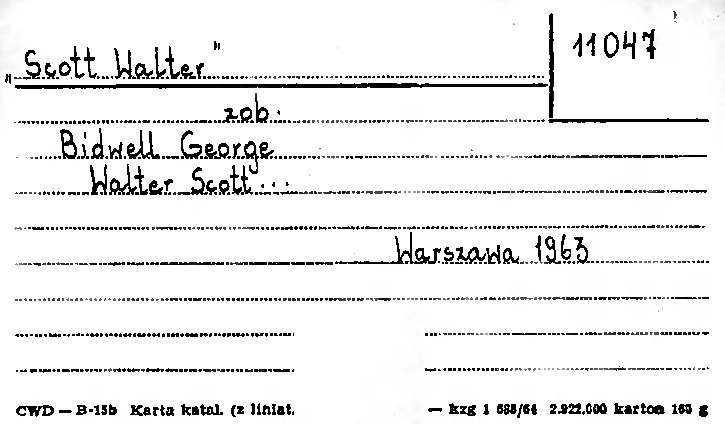 „Scott Walter"
11047
zob.
Bidwell George
Walter Scott...
Warszawa 1963
CWD — B-15b Karta katal. (z liniat. — kzg 1 688/64 2.922.000 karton 160 g